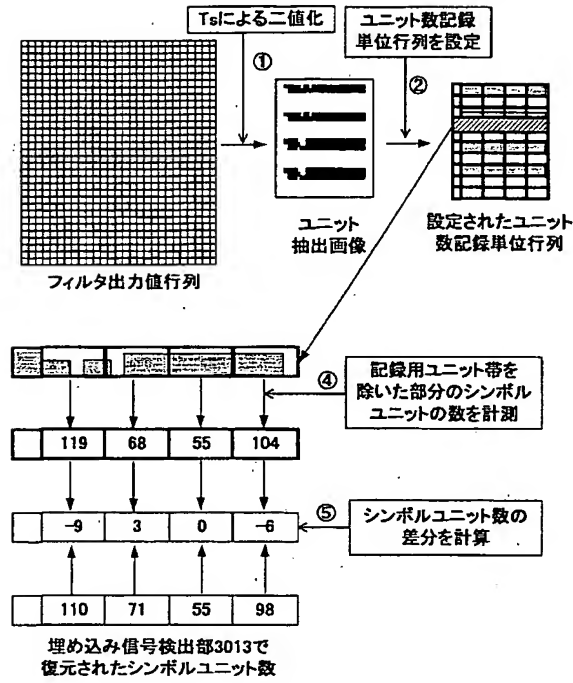 Tsによる二値化
ユニット数記録
単位行列を設定
①
②
ユニット
抽出画像
設定されたユニット
数記録単位行列
フィルタ出力値行列
④
記録用ユニット帯を
除いた部分のシンボル
ユニットの数を計測
119 68 55 104
-9 3 0 -6
⑤
シンボルユニット数の
差分を計算
110 71 55 98
埋め込み信号検出部3013で
復元されたシンボルユニット数